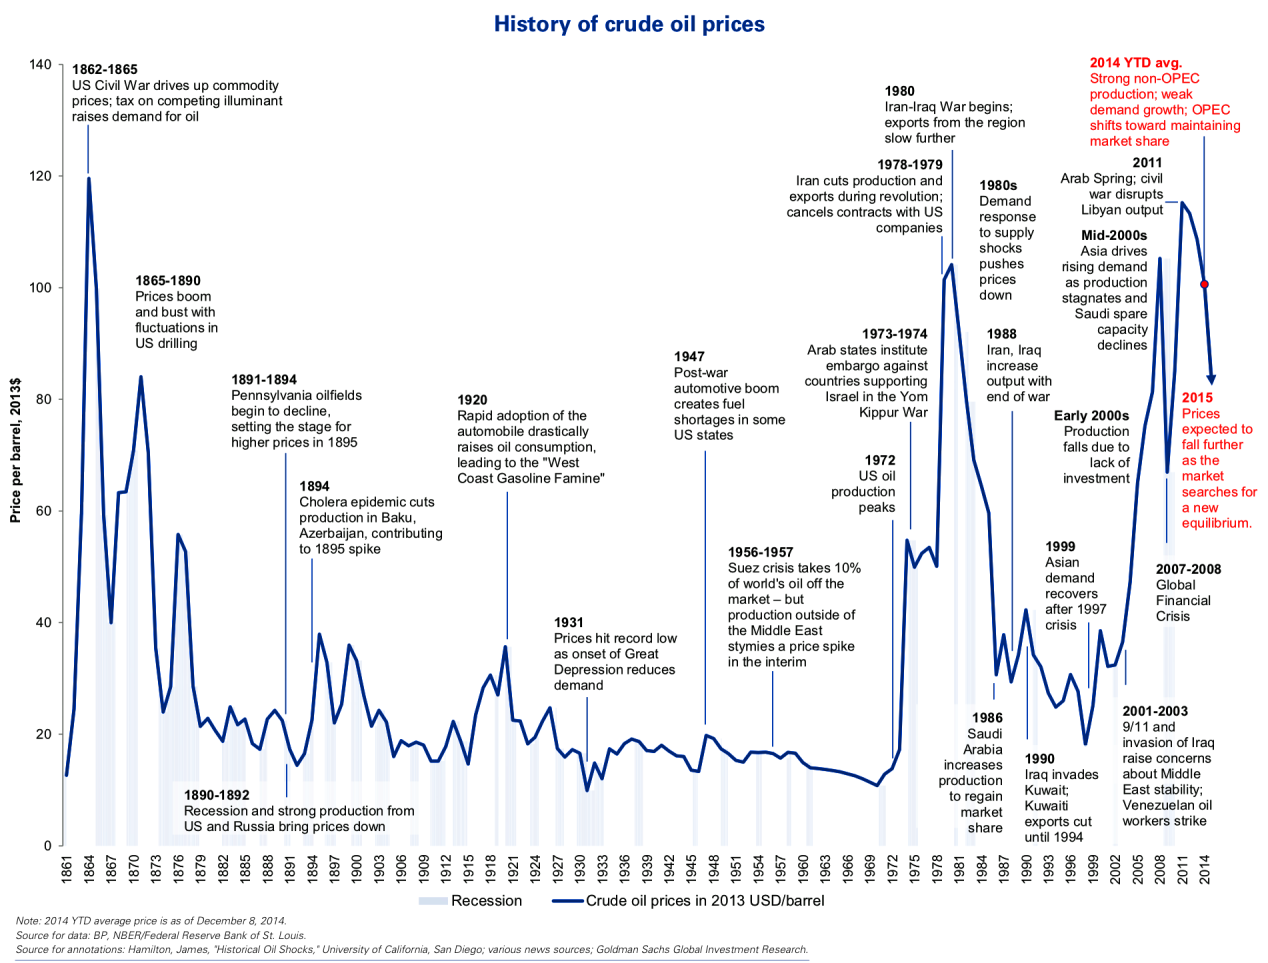 History of crude oil prices
Price per barrel, 2013$
140
120
100
80
60
40
20
0
1862-1865
US Civil War drives up commodity
prices; tax on competing illuminant
raises demand for oil
1865-1890
Prices boom
and bust with
fluctuations in
US drilling
1891-1894
Pennsylvania oilfields
begin to decline,
setting the stage for
higher prices in 1895
1894
Cholera epidemic cuts
production in Baku,
Azerbaijan, contributing
to 1895 spike
1890-1892
Recession and strong production from
US and Russia bring prices down
1920
Rapid adoption of the
automobile drastically
raises oil consumption,
leading to the "West
Coast Gasoline Famine"
1931
Prices hit record low
as onset of Great
Depression reduces
demand
1947
Post-war
automotive boom
creates fuel
shortages in some
US states
1956-1957
Suez crisis takes 10%
of world's oil off the
market – but
production outside of
the Middle East
stymies a price spike
in the interim
1972
US oil
production
peaks
1973-1974
Arab states institute
embargo against
countries supporting
Israel in the Yom
Kippur War
1978-1979
Iran cuts production and
exports during revolution;
cancels contracts with US
companies
1980
Iran-Iraq War begins;
exports from the region
slow further
1980s
Demand
response
to supply
shocks
pushes
prices
down
1986
Saudi
Arabia
increases
production
to regain
market
share
1988
Iran, Iraq
increase
output with
end of war
1990
Iraq invades
Kuwait;
Kuwaiti
exports cut
until 1994
1999
Asian
demand
recovers
after 1997
crisis
2001-2003
9/11 and
invasion of Iraq
raise concerns
about Middle
East stability;
Venezuelan oil
workers strike
Early 2000s
Production
falls due to
lack of
investment
Mid-2000s
Asia drives
rising demand
as production
stagnates and
Saudi spare
capacity
declines
2007-2008
Global
Financial
Crisis
2011
Arab Spring; civil
war disrupts
Libyan output
2014 YTD avg.
Strong non-OPEC
production; weak
demand growth; OPEC
shifts toward maintaining
market share
2015
Prices
expected to
fall further
as the
market
searches for
a new
equilibrium.
1861 1864 1867 1870 1873 1876 1879 1882 1885 1888 1891 1894 1897 1900 1903 1906 1909 1912 1915 1918 1921 1924 1927 1930 1933 1936 1939 1942 1945 1948 1951 1954 1957 1960 1963 1966 1969 1972 1975 1978 1981 1984 1987 1990 1993 1996 1999 2002 2005 2008 2011 2014
Recession Crude oil prices in 2013 USD/barrel
Note: 2014 YTD average price is as of December 8, 2014.
Source for data: BP, NBER/Federal Reserve Bank of St. Louis.
Source for annotations: Hamilton, James, "Historical Oil Shocks," University of California, San Diego; various news sources; Goldman Sachs Global Investment Research.